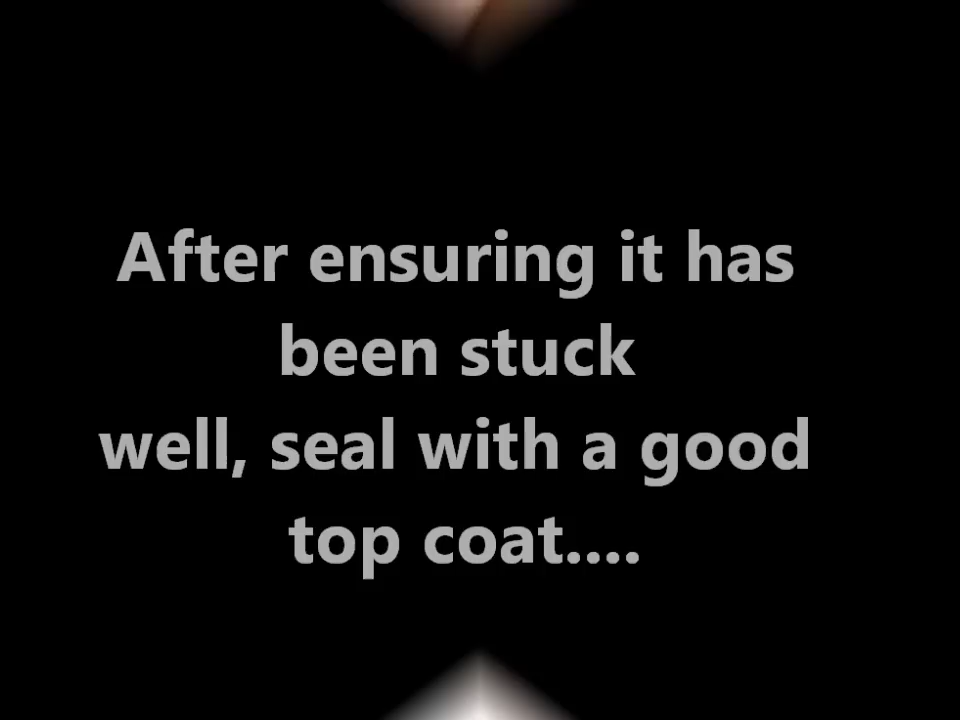 After ensuring it has
been stuck
well, seal with a good
top coat....